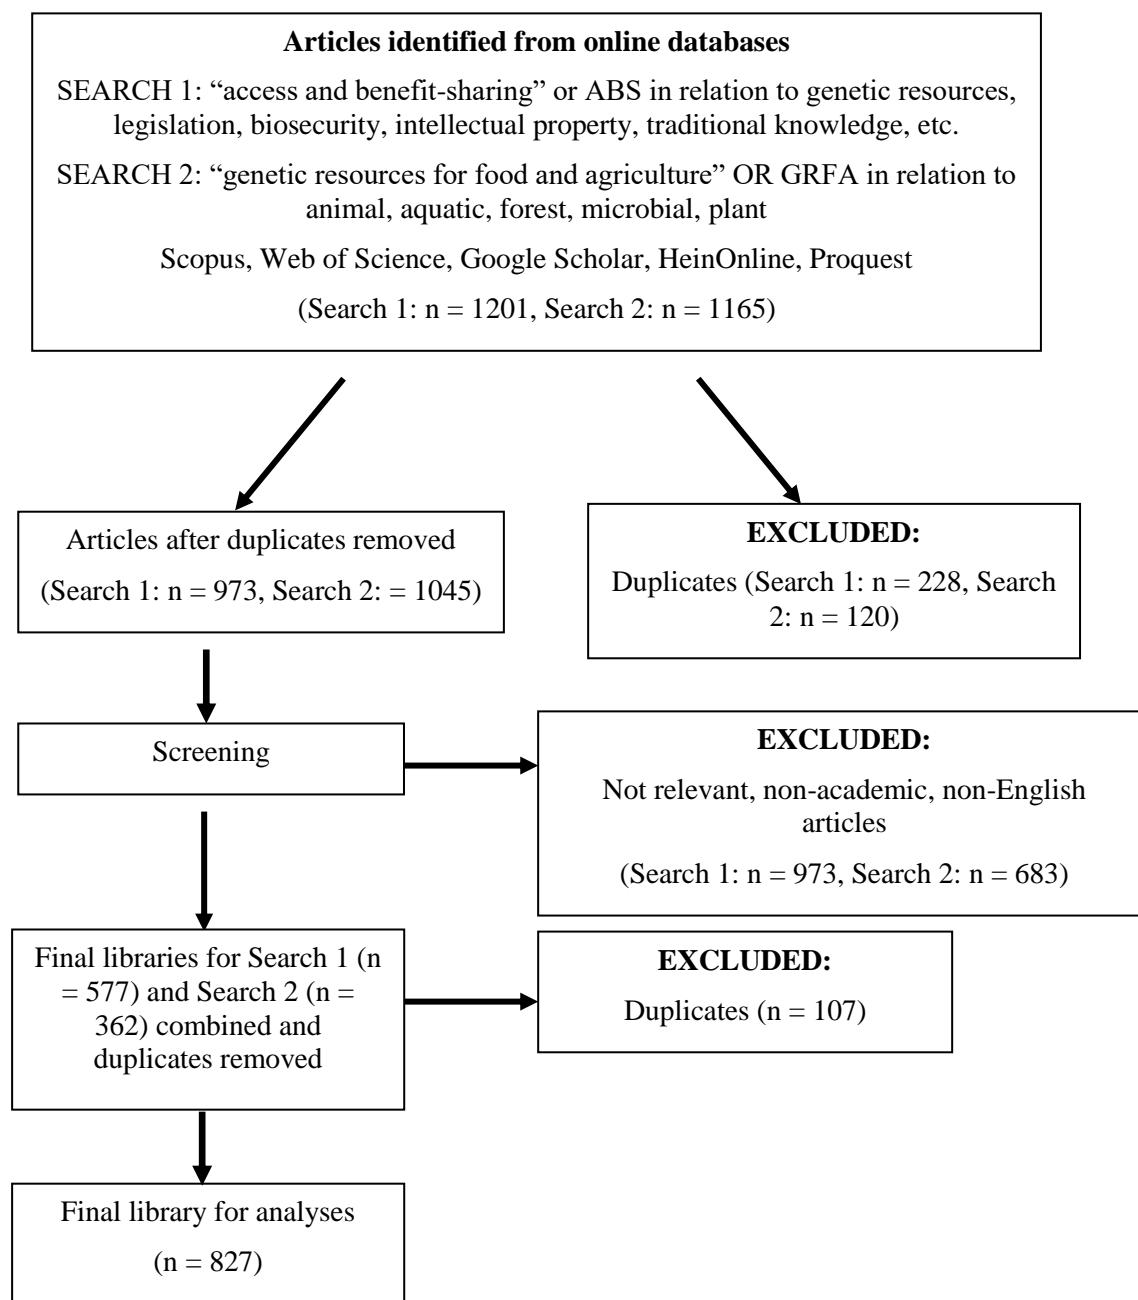 Articles identified from online databases
SEARCH 1: “access and benefit-sharing” or ABS in relation to genetic resources,
legislation, biosecurity, intellectual property, traditional knowledge, etc.
SEARCH 2: “genetic resources for food and agriculture” OR GRFA in relation to
animal, aquatic, forest, microbial, plant
Scopus, Web of Science, Google Scholar, HeinOnline, Proquest
(Search 1: n = 1201, Search 2: n = 1165)
Articles after duplicates removed
(Search 1: n = 973, Search 2: = 1045)
EXCLUDED:
Duplicates (Search 1: n = 228, Search
2: n = 120)
Screening
EXCLUDED:
Not relevant, non-academic, non-English
articles
(Search 1: n = 973, Search 2: n = 683)
Final libraries for Search 1 (n
= 577) and Search 2 (n =
362) combined and
duplicates removed
EXCLUDED:
Duplicates (n = 107)
Final library for analyses
(n = 827)